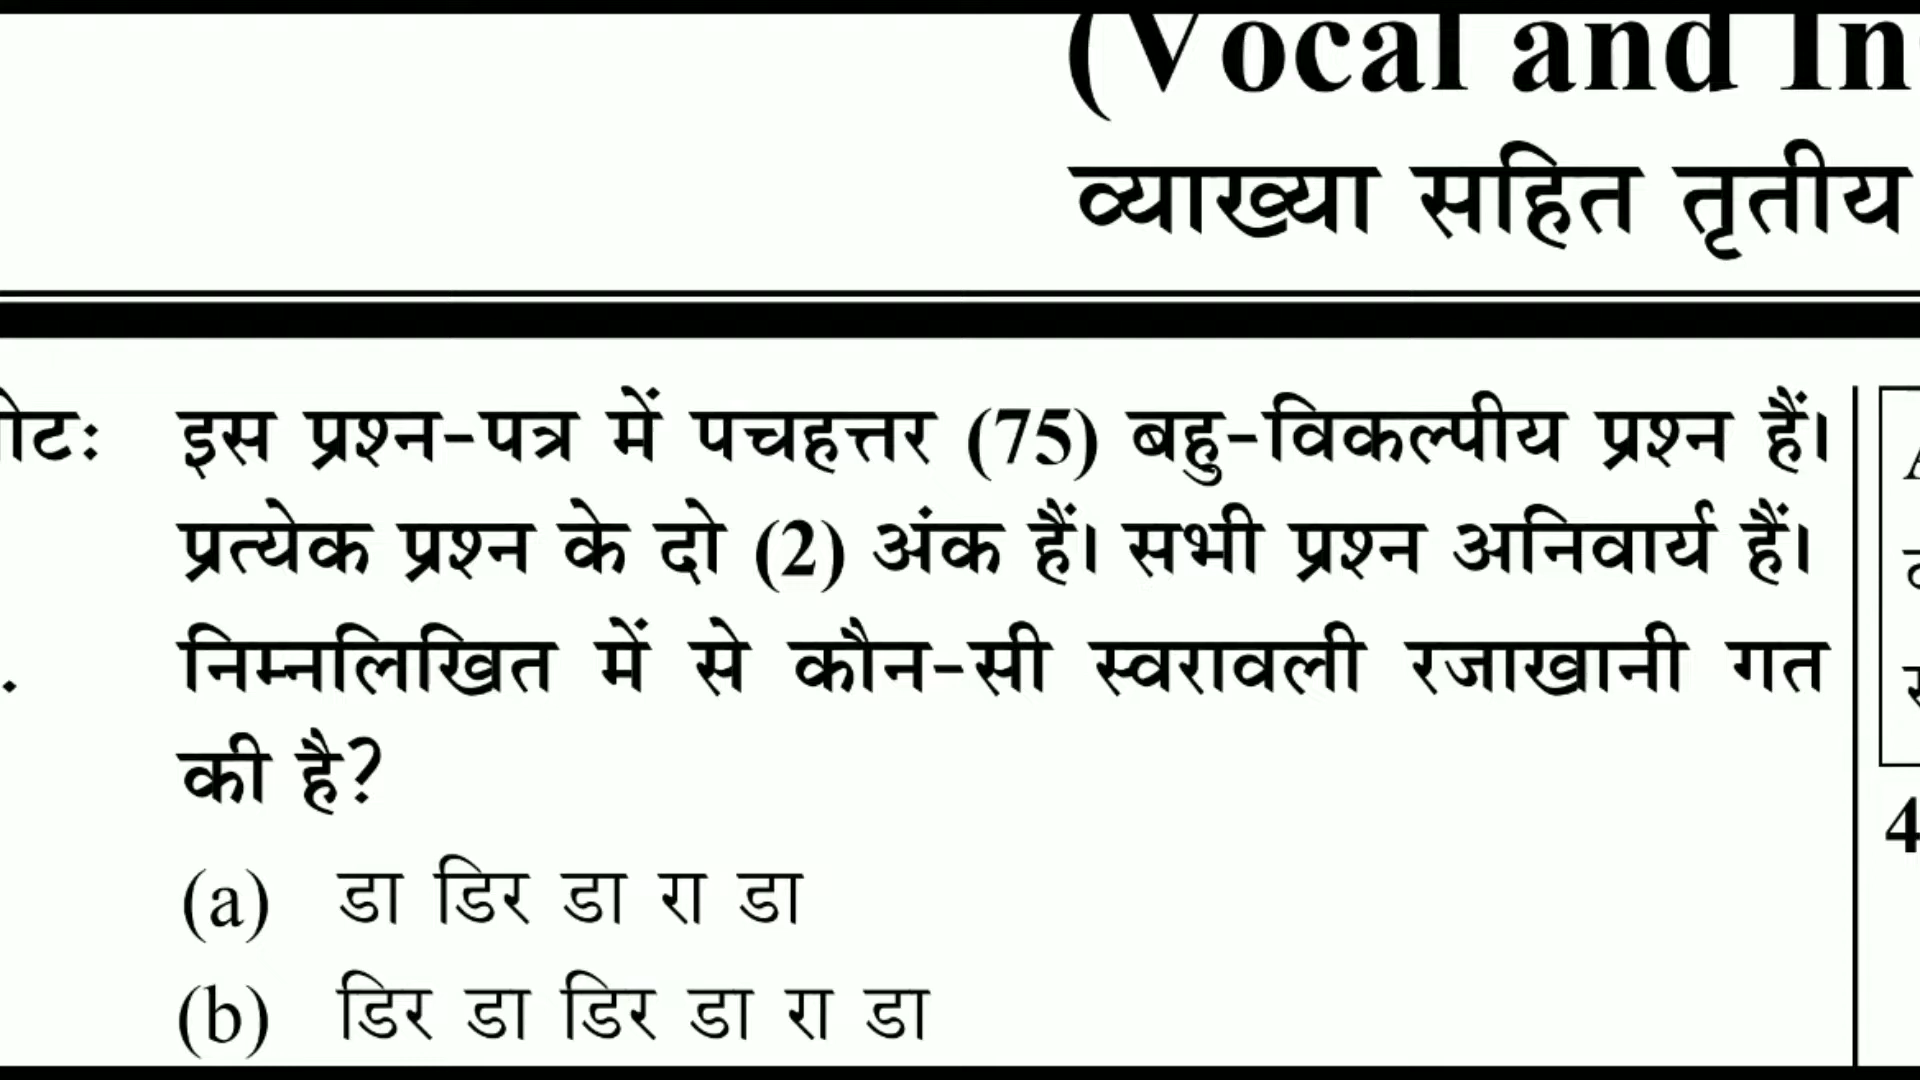 (Vocal and In
व्याख्या सहित तृतीय
इस प्रश्न-पत्र में पचहत्तर (75) बहु-विकल्पीय प्रश्न हैं।
प्रत्येक प्रश्न के दो (2) अंक हैं। सभी प्रश्न अनिवार्य हैं।
निम्नलिखित में से कौन-सी स्वरावली रजाखानी गत
की है?
(a) डा डिर डा रा डा
(b) डिर डा डिर डा रा डा
4